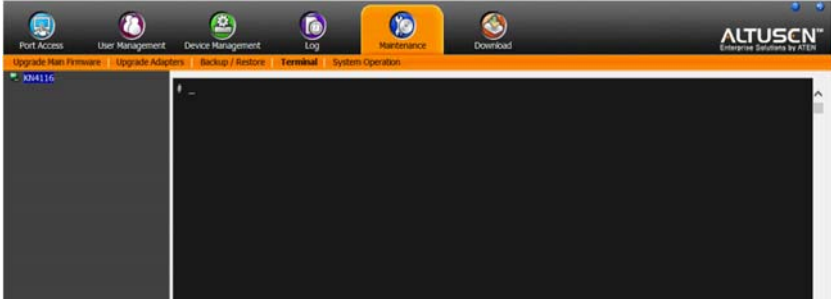 Port Access User Management Device Management Log Maintenance Download
ALTUSEN™
Enterprise Solutions by ATEN
Upgrade Main Firmware | Upgrade Adapters | Backup / Restore | Terminal | System Operation
KN4116
# _